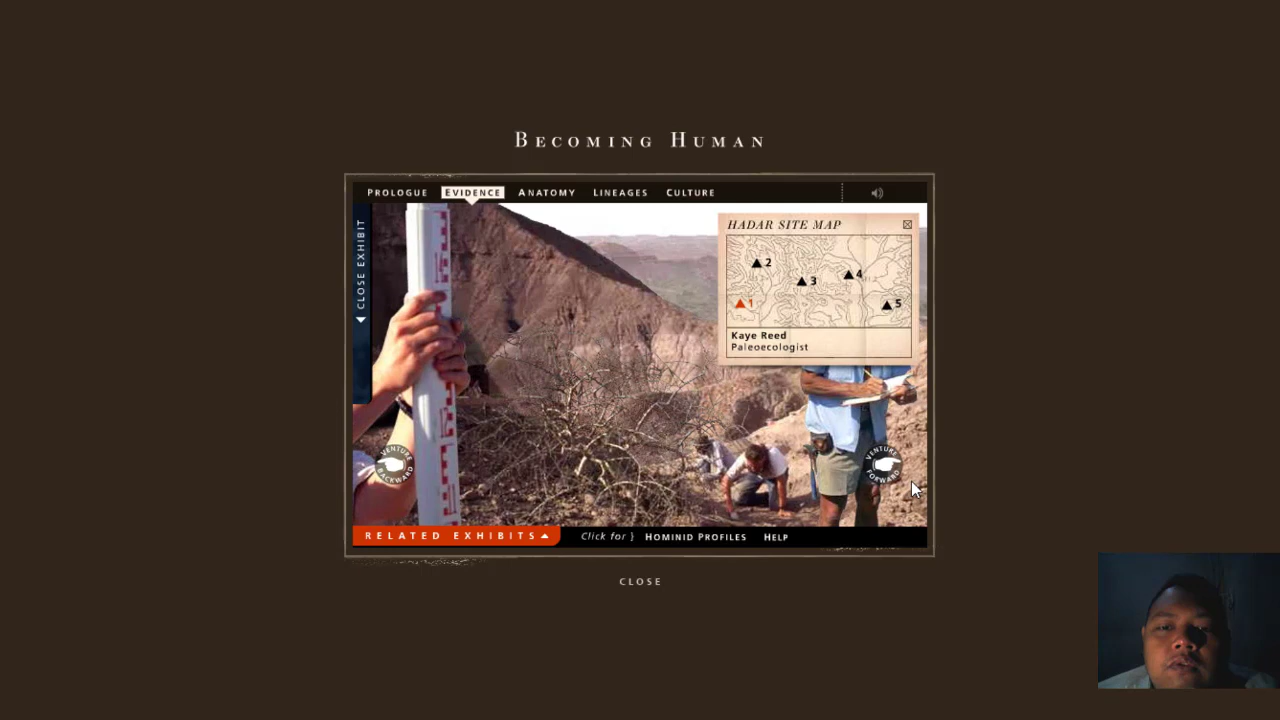 BECOMING HUMAN
PROLOGUE EVIDENCE ANATOMY LINEAGES CULTURE
CLOSE EXHIBIT
HADAR SITE MAP
2
4
3
1
5
Kaye Reed
Paleoecologist
VENTURE BACKWARD
VENTURE FORWARD
RELATED EXHIBITS Click for } HOMINID PROFILES HELP
CLOSE